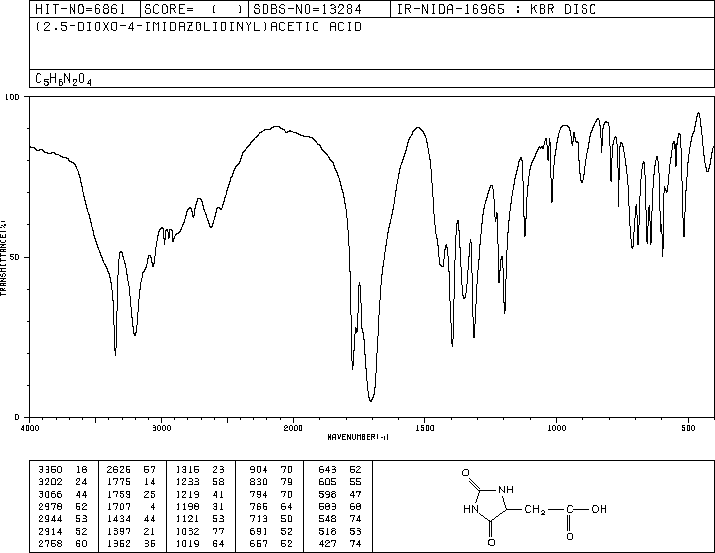 HIT-NO=6861 SCORE= ( ) SDBS-NO=13284 IR-NIDA-16965 : KBR DISC
(2,5-DIOXO-4-IMIDAZOLIDINYL)ACETIC ACID
C5H6N2O4
100
TRANSMITTANCE(%)
50
0
4000 3000 2000 1500 1000 500
WAVENUMBER(-1)
3350 18 2626 57 1315 23 904 70 643 52
3202 24 1775 14 1233 58 830 79 605 55
3066 44 1759 25 1219 41 794 70 598 47
2978 52 1707 4 1198 31 766 64 583 68
2944 53 1434 44 1121 53 713 50 548 74
2914 52 1397 21 1032 77 691 52 518 53
2768 60 1352 36 1019 64 657 52 427 74
O
NH
HN CH2 C OH
O O